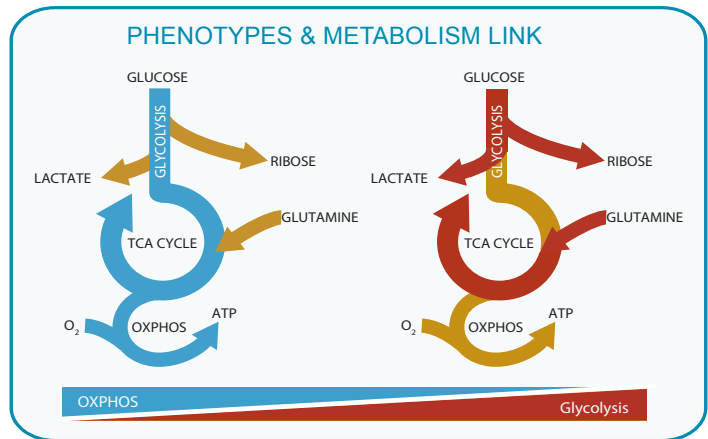 PHENOTYPES & METABOLISM LINK
GLUCOSE
GLYCOLYSIS
LACTATE
RIBOSE
GLUTAMINE
TCA CYCLE
O₂
OXPHOS
ATP
GLUCOSE
GLYCOLYSIS
LACTATE
RIBOSE
GLUTAMINE
TCA CYCLE
O₂
OXPHOS
ATP
OXPHOS
Glycolysis